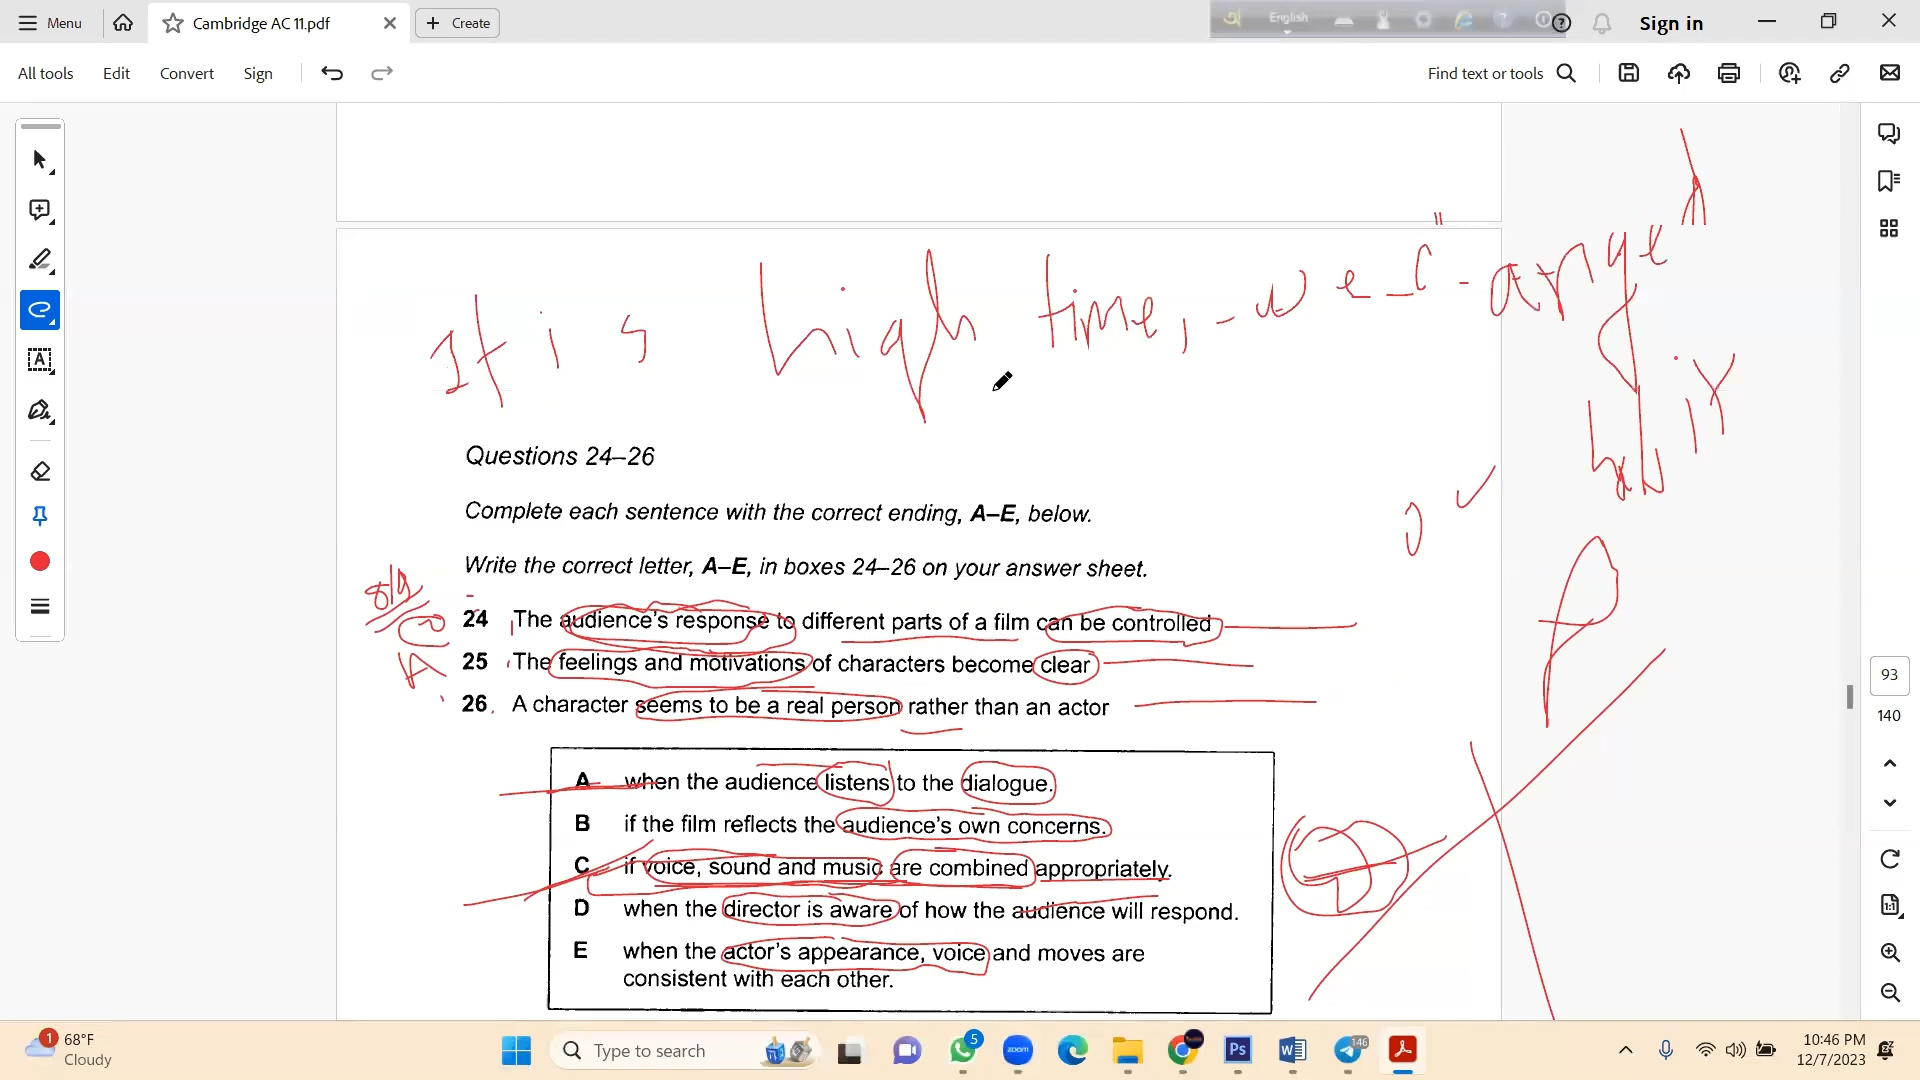 Menu
Cambridge AC 11.pdf
Create
English
Sign in
All tools
Edit
Convert
Sign
Find text or tools
It is high time, we
Questions 24–26
Complete each sentence with the correct ending, A–E, below.
Write the correct letter, A–E, in boxes 24–26 on your answer sheet.
24 The audience's response to different parts of a film can be controlled
25 The feelings and motivations of characters become clear
26 A character seems to be a real person rather than an actor
A when the audience listens to the dialogue.
B if the film reflects the audience's own concerns.
C if voice, sound and music are combined appropriately.
D when the director is aware of how the audience will respond.
E when the actor's appearance, voice and moves are
consistent with each other.
93
140
1
68°F
Cloudy
Type to search
5
zoom
Ps
146
10:46 PM
12/7/2023